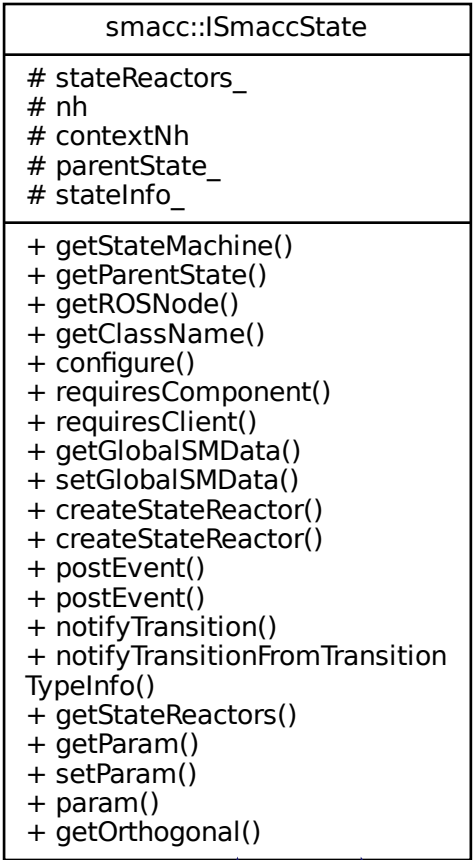 smacc::ISmaccState
# stateReactors_
# nh
# contextNh
# parentState_
# stateInfo_
+ getStateMachine()
+ getParentState()
+ getROSNode()
+ getClassName()
+ configure()
+ requiresComponent()
+ requiresClient()
+ getGlobalSMData()
+ setGlobalSMData()
+ createStateReactor()
+ createStateReactor()
+ postEvent()
+ postEvent()
+ notifyTransition()
+ notifyTransitionFromTransition
TypeInfo()
+ getStateReactors()
+ getParam()
+ setParam()
+ param()
+ getOrthogonal()